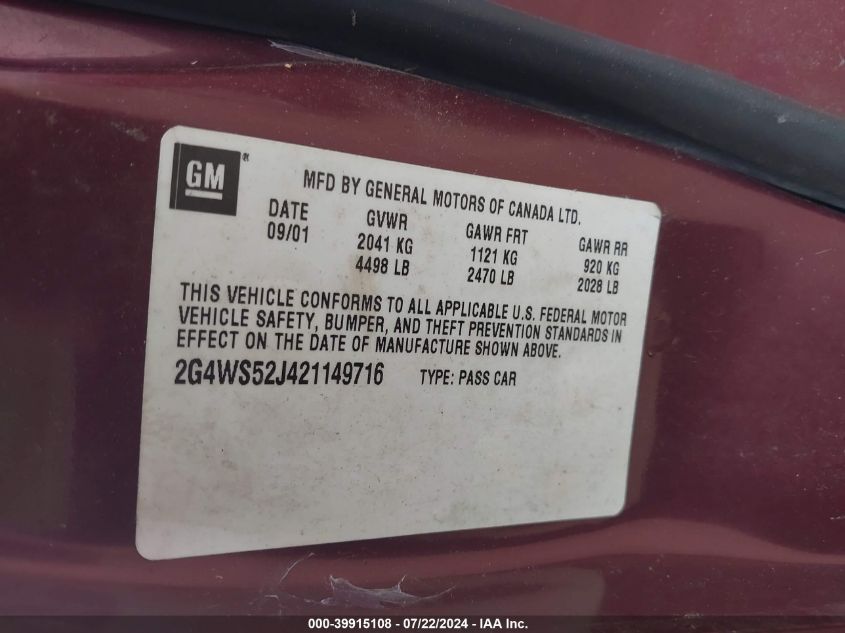 GM®
MFD BY GENERAL MOTORS OF CANADA LTD.
DATE GVWR GAWR FRT GAWR RR
09/01 2041 KG 1121 KG 920 KG
4498 LB 2470 LB 2028 LB
THIS VEHICLE CONFORMS TO ALL APPLICABLE U.S. FEDERAL MOTOR
VEHICLE SAFETY, BUMPER, AND THEFT PREVENTION STANDARDS IN
EFFECT ON THE DATE OF MANUFACTURE SHOWN ABOVE.
2G4WS52J421149716 TYPE: PASS CAR
000-39915108 - 07/22/2024 - IAA Inc.